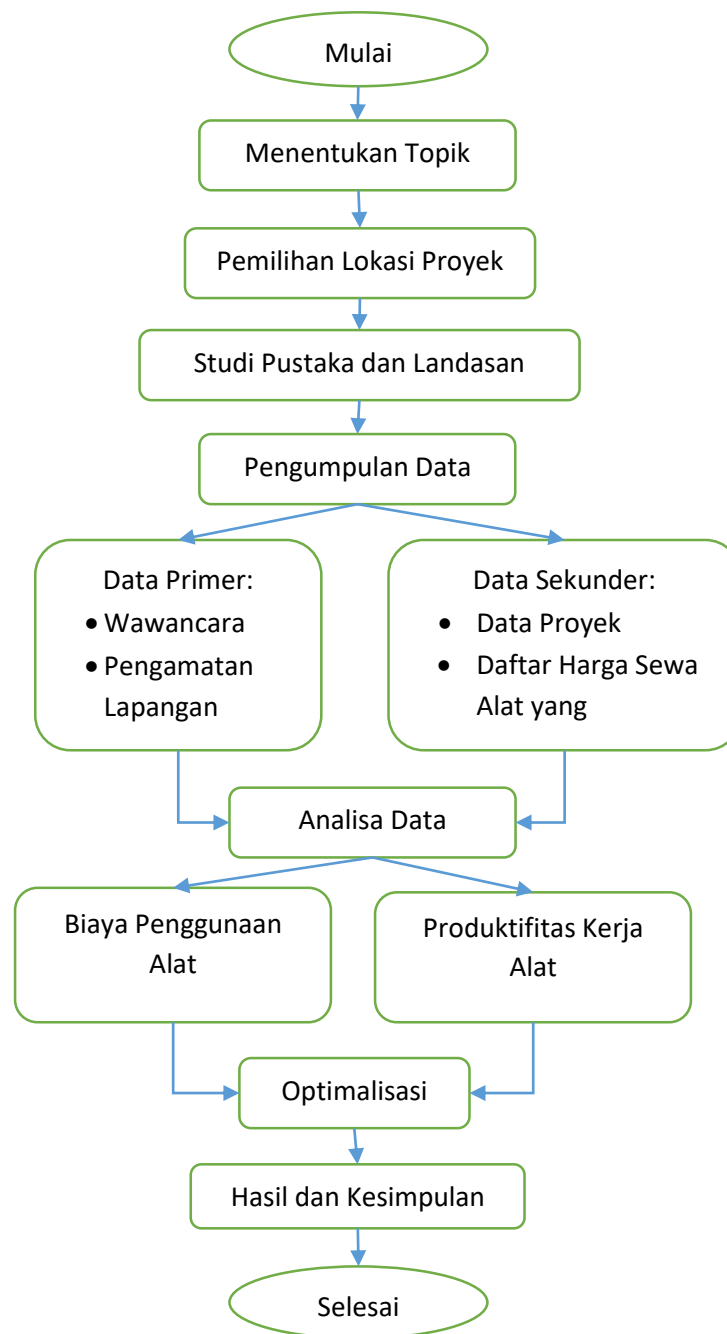 Mulai
Menentukan Topik
Pemilihan Lokasi Proyek
Studi Pustaka dan Landasan
Pengumpulan Data
Data Primer:
• Wawancara
• Pengamatan
Lapangan
Data Sekunder:
• Data Proyek
• Daftar Harga Sewa
Alat yang
Analisa Data
Biaya Penggunaan
Alat
Produktifitas Kerja
Alat
Optimalisasi
Hasil dan Kesimpulan
Selesai